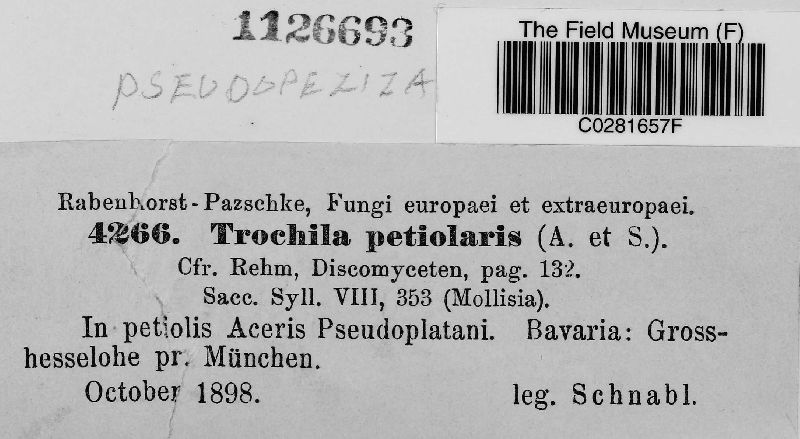 1126693
PSEUDOPEZIZA
The Field Museum (F)
C0281657F
Rabenhorst-Pazschke, Fungi europaei et extraeuropaei.
4266. Trochila petiolaris (A. et S.).
Cfr. Rehm, Discomyceten, pag. 132.
Sacc. Syll. VIII, 353 (Mollisia).
In petiolis Aceris Pseudoplatani. Bavaria: Gross-
hesselohe pr. München.
October 1898. leg. Schnabl.